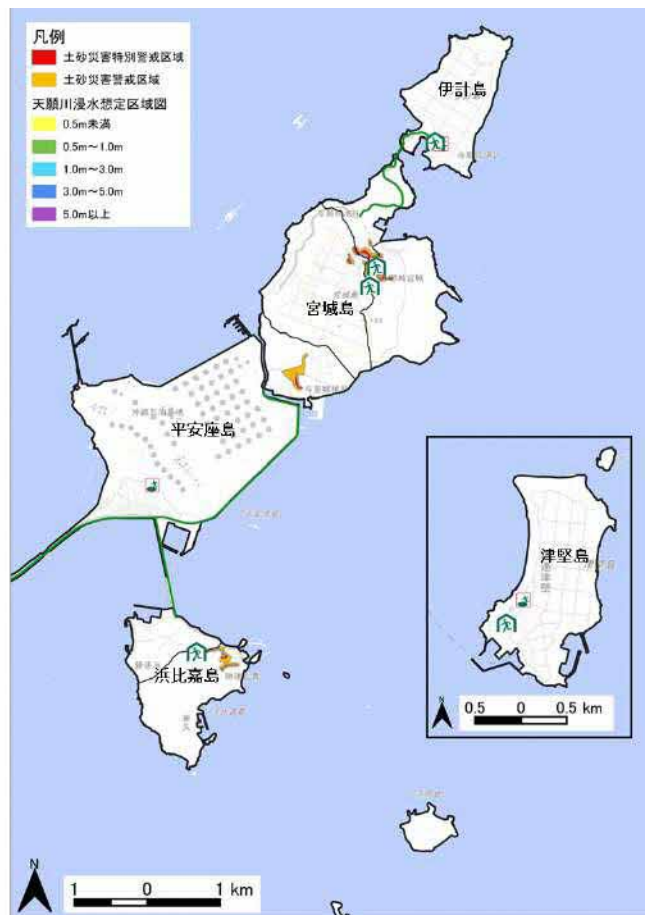 凡例
土砂災害特別警戒区域
土砂災害警戒区域
天願川浸水想定区域図
0.5m未満
0.5m～1.0m
1.0m～3.0m
3.0m～5.0m
5.0m以上
伊計島
宮城島
平安座島
津堅島
浜比嘉島
N
0.5 0 0.5 km
N
1 0 1 km